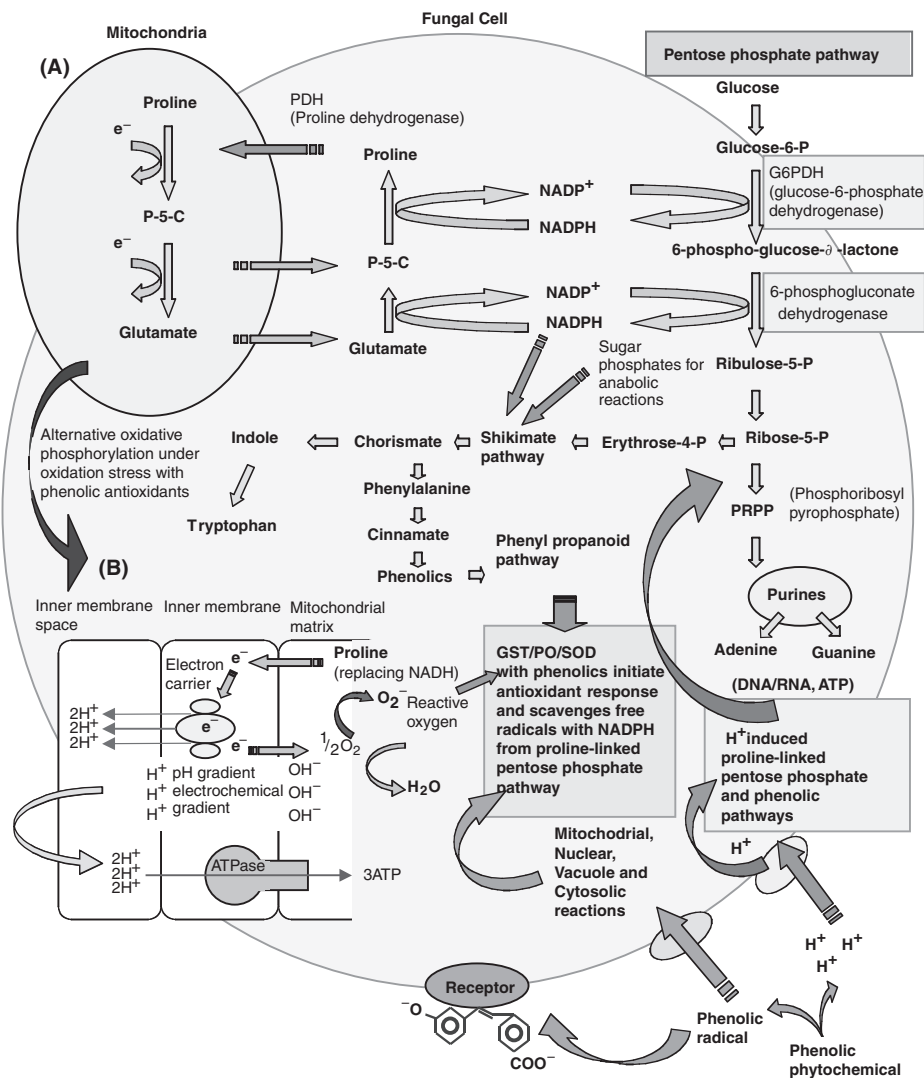 Fungal Cell
Mitochondria
(A)
Pentose phosphate pathway
Glucose
Glucose-6-P
G6PDH
(glucose-6-phosphate
dehydrogenase)
6-phospho-glucose-∂ -lactone
6-phosphogluconate
dehydrogenase
Ribulose-5-P
Proline
e⁻
P-5-C
e⁻
Glutamate
PDH
(Proline dehydrogenase)
Proline
NADP⁺
NADPH
P-5-C
NADP⁺
NADPH
Glutamate
Sugar
phosphates for
anabolic
reactions
Alternative oxidative
phosphorylation under
oxidation stress with
phenolic antioxidants
Indole
Chorismate
Shikimate
pathway
Erythrose-4-P
Ribose-5-P
Tryptophan
Phenylalanine
Cinnamate
Phenolics
Phenyl propanoid
pathway
PRPP
(Phosphoribosyl
pyrophosphate)
Purines
Adenine
Guanine
(DNA/RNA, ATP)
(B)
Inner membrane
space
Inner membrane
Mitochondrial
matrix
Electron
carrier
e⁻
Proline
(replacing NADH)
O₂⁻
Reactive
oxygen
2H⁺
2H⁺
2H⁺
e⁻
e⁻
½O₂
H₂O
H⁺ pH gradient
H⁺ electrochemical
H⁺ gradient
OH⁻
OH⁻
OH⁻
2H⁺
2H⁺
2H⁺
ATPase
3ATP
GST/PO/SOD
with phenolics initiate
antioxidant response
and scavenges free
radicals with NADPH
from proline-linked
pentose phosphate
pathway
H⁺induced
proline-linked
pentose phosphate
and phenolic
pathways
H⁺
Mitochdrial,
Nuclear,
Vacuole and
Cytosolic
reactions
H⁺ H⁺
H⁺
Receptor
⁻O
COO⁻
Phenolic
radical
Phenolic
phytochemical